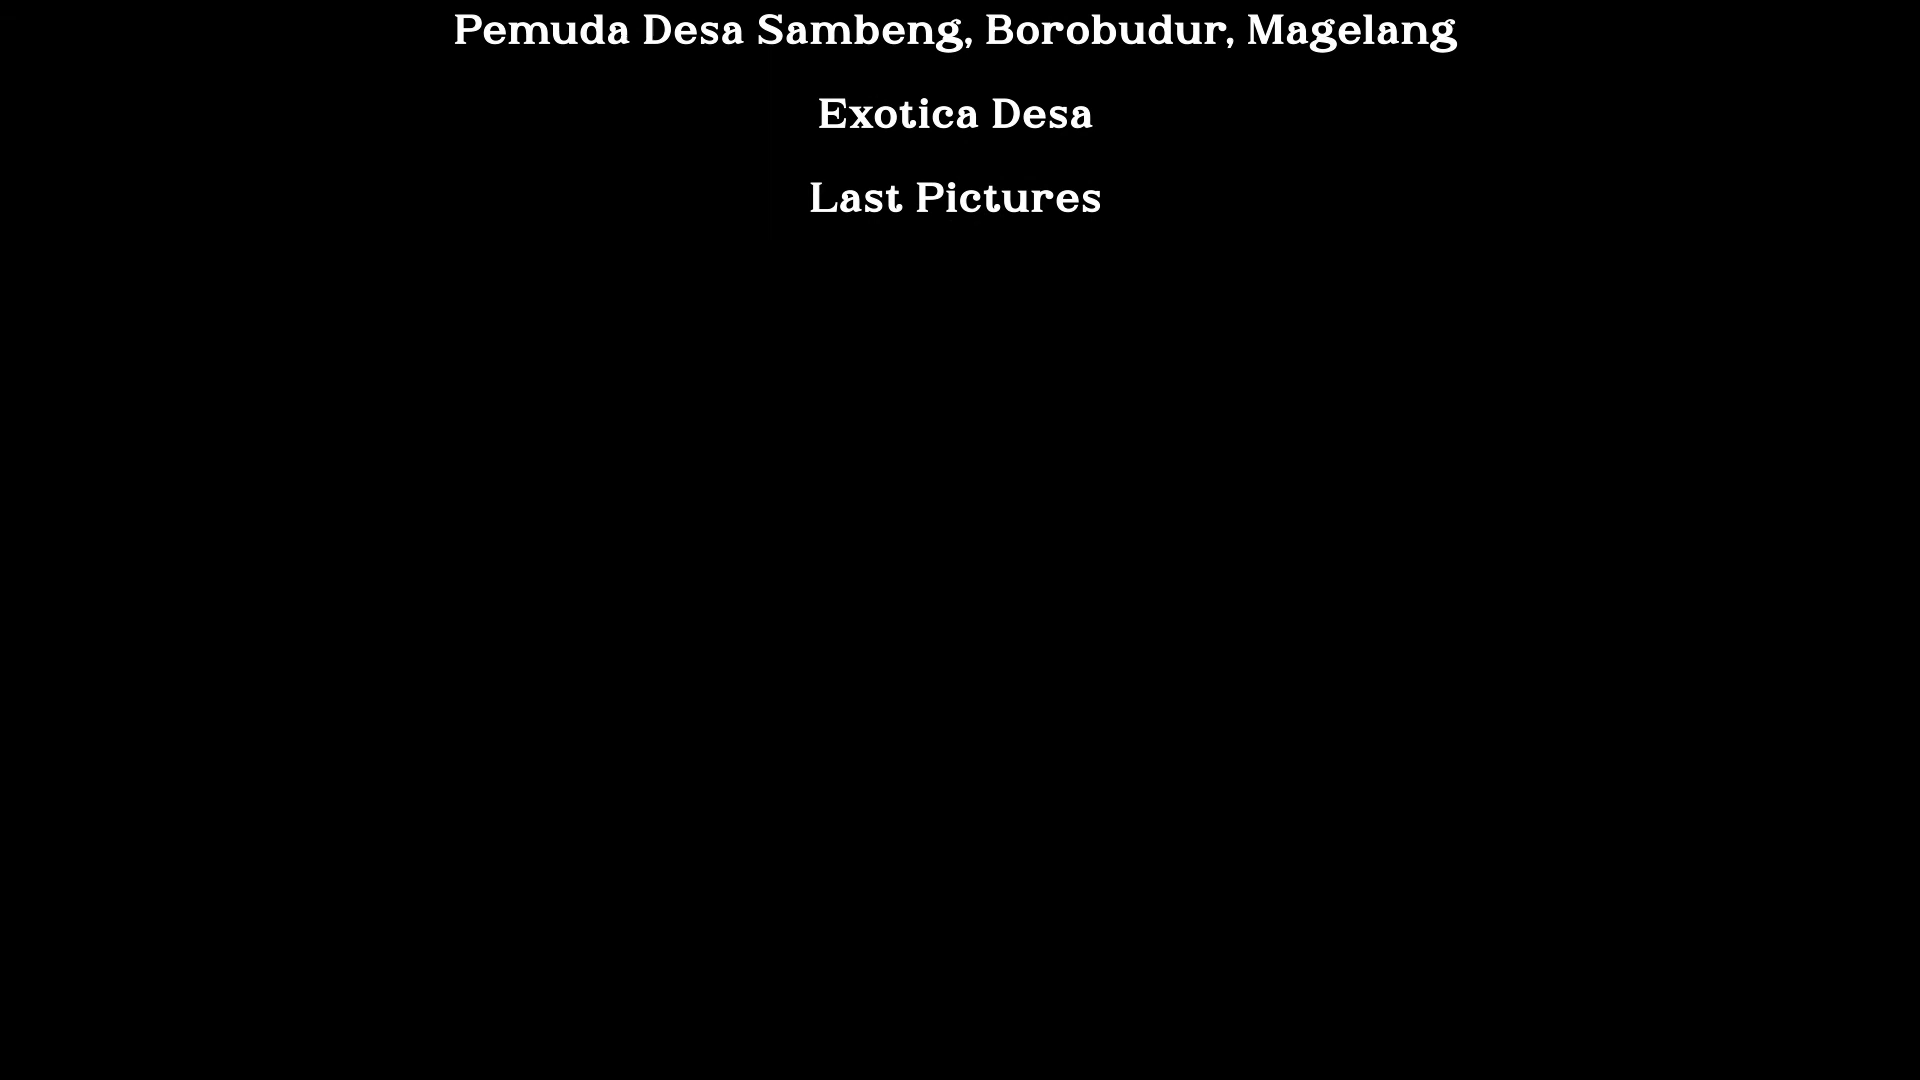 Pemuda Desa Sambeng, Borobudur, Magelang
Exotica Desa
Last Pictures